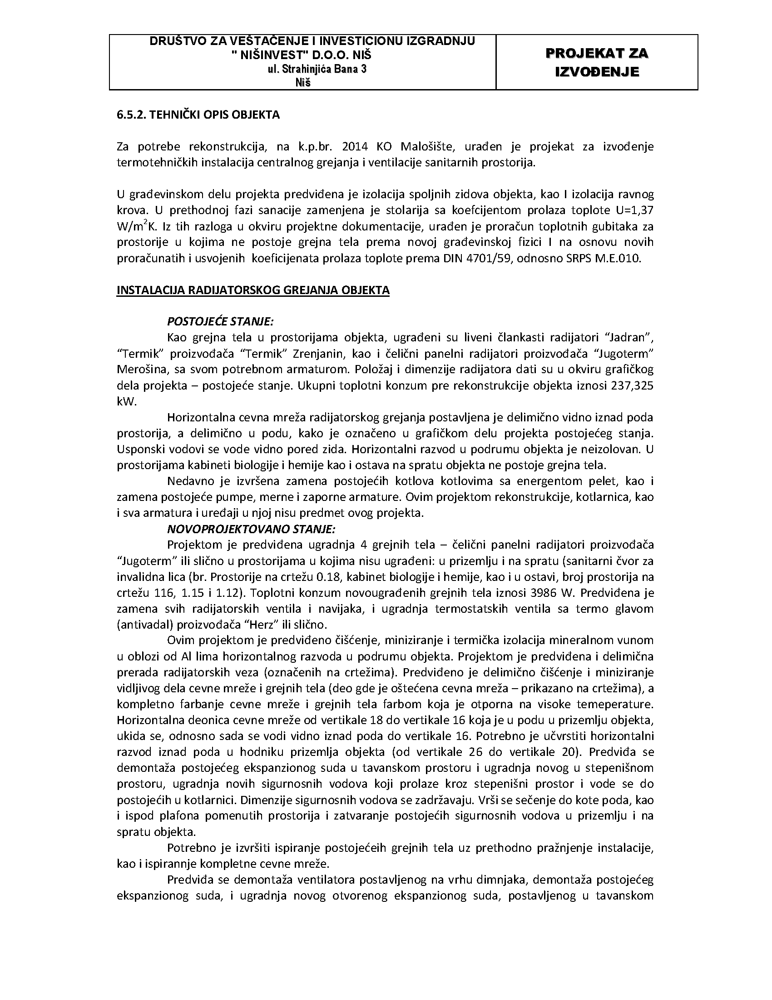 DRUŠTVO ZA VEŠTAČENJE I INVESTICIONU IZGRADNJU
" NIŠINVEST" D.O.O. NIŠ
ul. Strahinjića Bana 3
Niš
PROJEKAT ZA
IZVOĐENJE
6.5.2. TEHNIČKI OPIS OBJEKTA
Za potrebe rekonstrukcija, na k.p.br. 2014 KO Malošište, urađen je projekat za izvođenje
termotehničkih instalacija centralnog grejanja i ventilacije sanitarnih prostorija.
U građevinskom delu projekta predviđena je izolacija spoljnih zidova objekta, kao I izolacija ravnog
krova. U prethodnoj fazi sanacije zamenjena je stolarija sa koefcijentom prolaza toplote U=1,37
W/m²K. Iz tih razloga u okviru projektne dokumentacije, urađen je proračun toplotnih gubitaka za
prostorije u kojima ne postoje grejna tela prema novoj građevinskoj fizici I na osnovu novih
proračunatih i usvojenih  koeficijenata prolaza toplote prema DIN 4701/59, odnosno SRPS M.E.010.
INSTALACIJA RADIJATORSKOG GREJANJA OBJEKTA
POSTOJEĆE STANJE:
Kao grejna tela u prostorijama objekta, ugrađeni su liveni člankasti radijatori “Jadran”,
“Termik” proizvođača “Termik” Zrenjanin, kao i čelični panelni radijatori proizvođača “Jugoterm”
Merošina, sa svom potrebnom armaturom. Položaj i dimenzije radijatora dati su u okviru grafičkog
dela projekta – postojeće stanje. Ukupni toplotni konzum pre rekonstrukcije objekta iznosi 237,325
kW.
Horizontalna cevna mreža radijatorskog grejanja postavljena je delimično vidno iznad poda
prostorija, a delimično u podu, kako je označeno u grafičkom delu projekta postojećeg stanja.
Usponski vodovi se vode vidno pored zida. Horizontalni razvod u podrumu objekta je neizolovan. U
prostorijama kabineti biologije i hemije kao i ostava na spratu objekta ne postoje grejna tela.
Nedavno je izvršena zamena postojećih kotlova kotlovima sa energentom pelet, kao i
zamena postojeće pumpe, merne i zaporne armature. Ovim projektom rekonstrukcije, kotlarnica, kao
i sva armatura i uređaji u njoj nisu predmet ovog projekta.
NOVOPROJEKTOVANO STANJE:
Projektom je predviđena ugradnja 4 grejnih tela – čelični panelni radijatori proizvođača
“Jugoterm” ili slično u prostorijama u kojima nisu ugrađeni: u prizemlju i na spratu (sanitarni čvor za
invalidna lica (br. Prostorije na crtežu 0.18, kabinet biologije i hemije, kao i u ostavi, broj prostorija na
crtežu 116, 1.15 i 1.12). Toplotni konzum novougrađenih grejnih tela iznosi 3986 W. Predviđena je
zamena svih radijatorskih ventila i navijaka, i ugradnja termostatskih ventila sa termo glavom
(antivadal) proizvođača “Herz” ili slično.
Ovim projektom je predviđeno čišćenje, miniziranje i termička izolacija mineralnom vunom
u oblozi od Al lima horizontalnog razvoda u podrumu objekta. Projektom je predviđena i delimična
prerada radijatorskih veza (označenih na crtežima). Predviđeno je delimično čišćenje i miniziranje
vidljivog dela cevne mreže i grejnih tela (deo gde je oštećena cevna mreža – prikazano na crtežima), a
kompletno farbanje cevne mreže i grejnih tela farbom koja je otporna na visoke temeperature.
Horizontalna deonica cevne mreže od vertikale 18 do vertikale 16 koja je u podu u prizemlju objekta,
ukida se, odnosno sada se vodi vidno iznad poda do vertikale 16. Potrebno je učvrstiti horizontalni
razvod iznad poda u hodniku prizemlja objekta (od vertikale 26 do vertikale 20). Predviđa se
demontaža postojećeg ekspanzionog suda u tavanskom prostoru i ugradnja novog u stepenišnom
prostoru, ugradnja novih sigurnosnih vodova koji prolaze kroz stepenišni prostor i vode se do
postojećih u kotlarnici. Dimenzije sigurnosnih vodova se zadržavaju. Vrši se sečenje do kote poda, kao
i ispod plafona pomenutih prostorija i zatvaranje postojećih sigurnosnih vodova u prizemlju i na
spratu objekta.
Potrebno je izvršiti ispiranje postojećeih grejnih tela uz prethodno pražnjenje instalacije,
kao i ispirannje kompletne cevne mreže.
Predviđa se demontaža ventilatora postavljenog na vrhu dimnjaka, demontaža postojećeg
ekspanzionog suda, i ugradnja novog otvorenog ekspanzionog suda, postavljenog u tavanskom